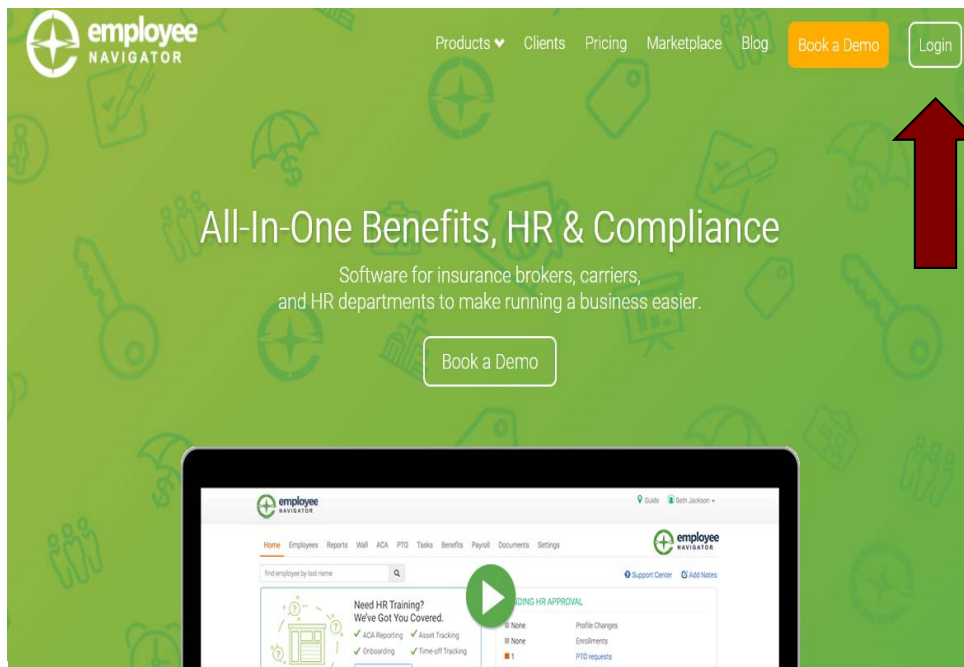 employee
NAVIGATOR
Products Clients Pricing Marketplace Blog Book a Demo Login
All-In-One Benefits, HR & Compliance
Software for insurance brokers, carriers,
and HR departments to make running a business easier.
Book a Demo
employee
NAVIGATOR
Guide Beth Jackson
Home Employees Reports Wall ACA PTO Tasks Benefits Payroll Documents Settings
employee
NAVIGATOR
find employee by last name
Support Center Add Notes
Need HR Training?
We've Got You Covered.
ACA Reporting Asset Tracking
Onboarding Time-off Tracking
NDING HR APPROVAL
None Profile Changes
None Enrollments
1 PTO requests